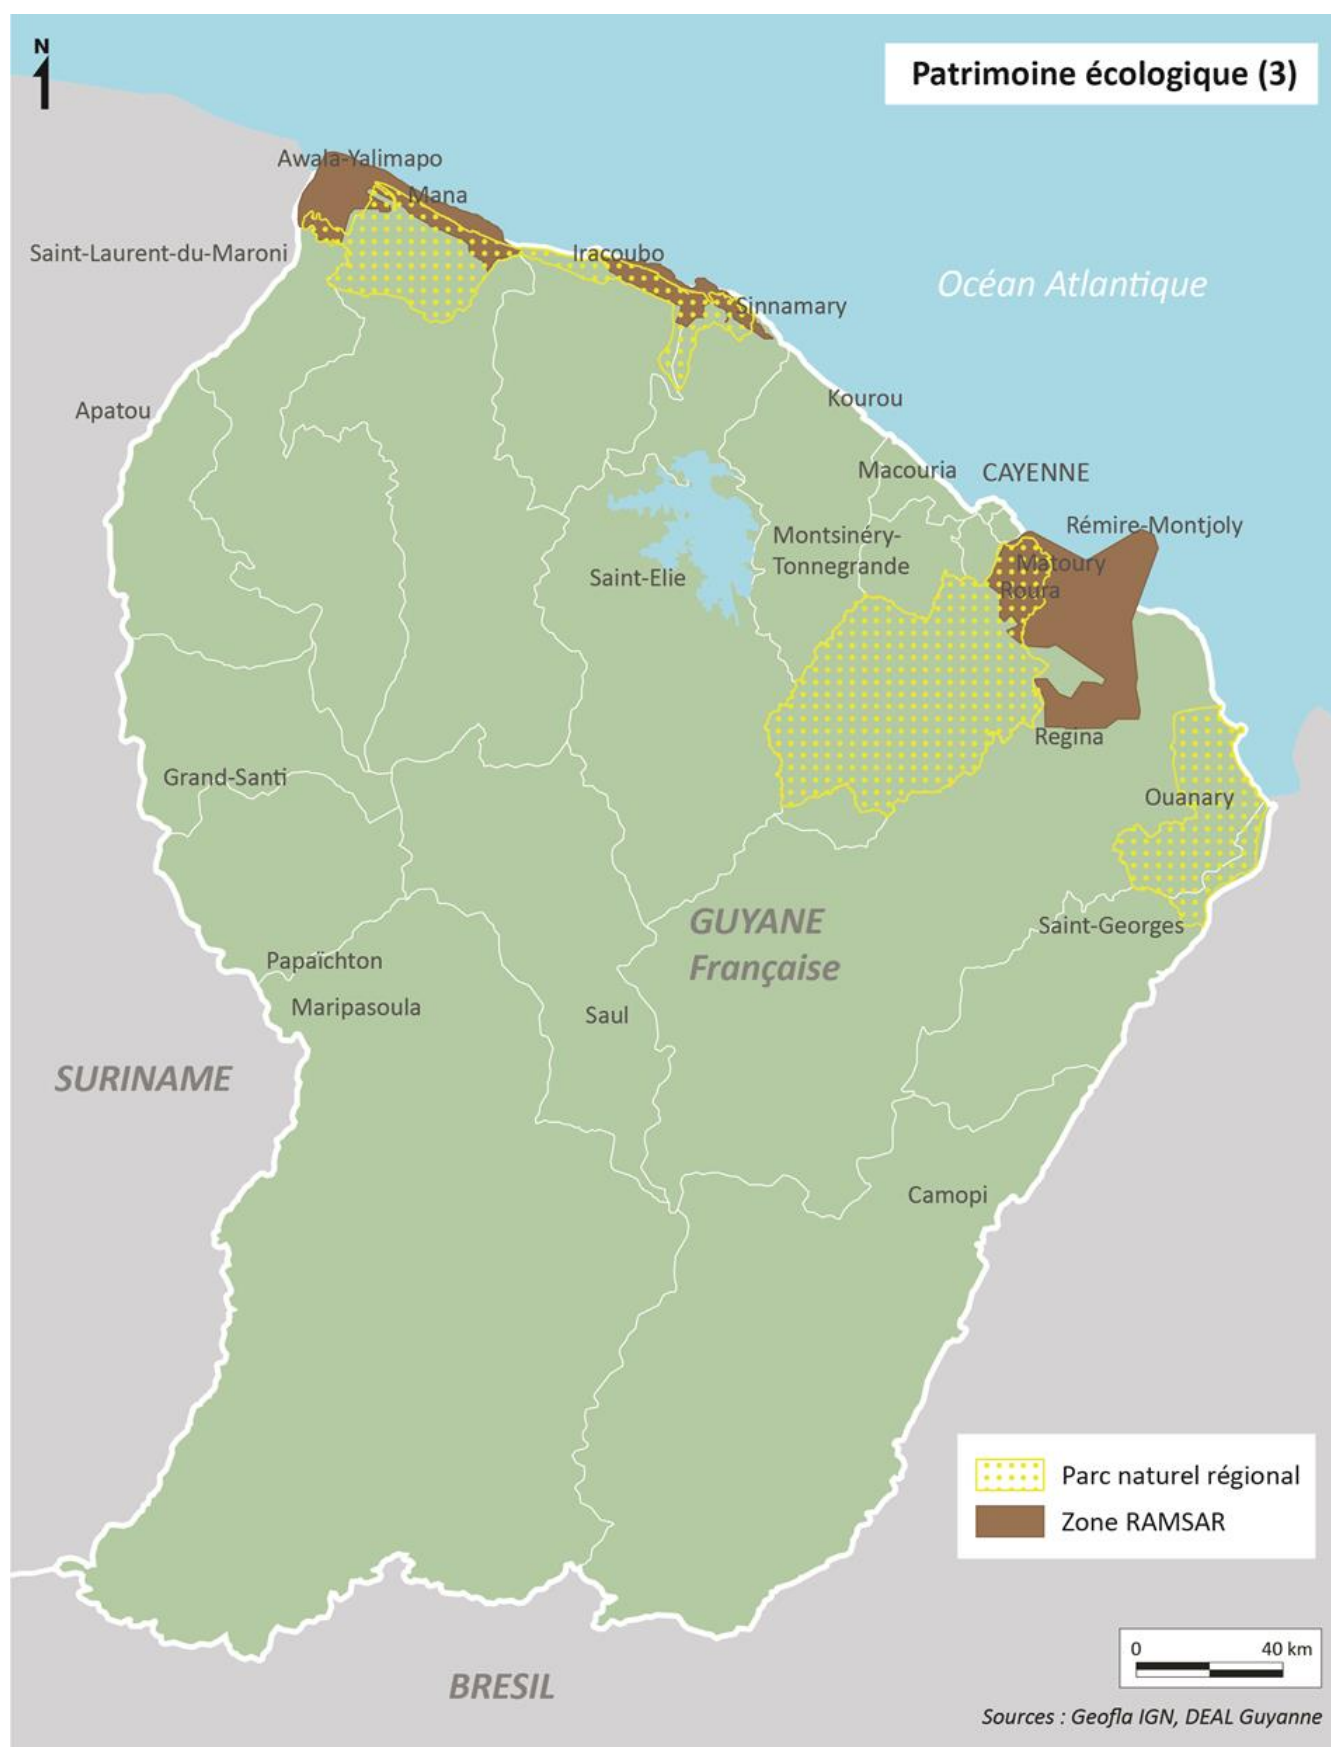 N
Patrimoine écologique (3)
Awala-Yalimapo
Mana
Saint-Laurent-du-Maroni
Iracoubo
Océan Atlantique
Sinnamary
Apatou
Kourou
Macouria
CAYENNE
Rémire-Montjoly
Montsinéry-
Tonnegrande
Matoury
Saint-Elie
Roura
Regina
Grand-Santi
Ouanary
GUYANE
Française
Saint-Georges
Papaïchton
Maripasoula
Saul
SURINAME
Camopi
Parc naturel régional
Zone RAMSAR
0 40 km
BRESIL
Sources : Geofla IGN, DEAL Guyanne